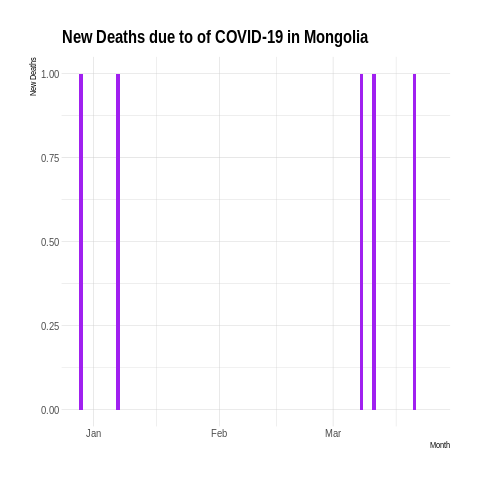 New Deaths due to of COVID-19 in Mongolia
New Deaths
1.00
0.75
0.50
0.25
0.00
Jan Feb Mar
Month